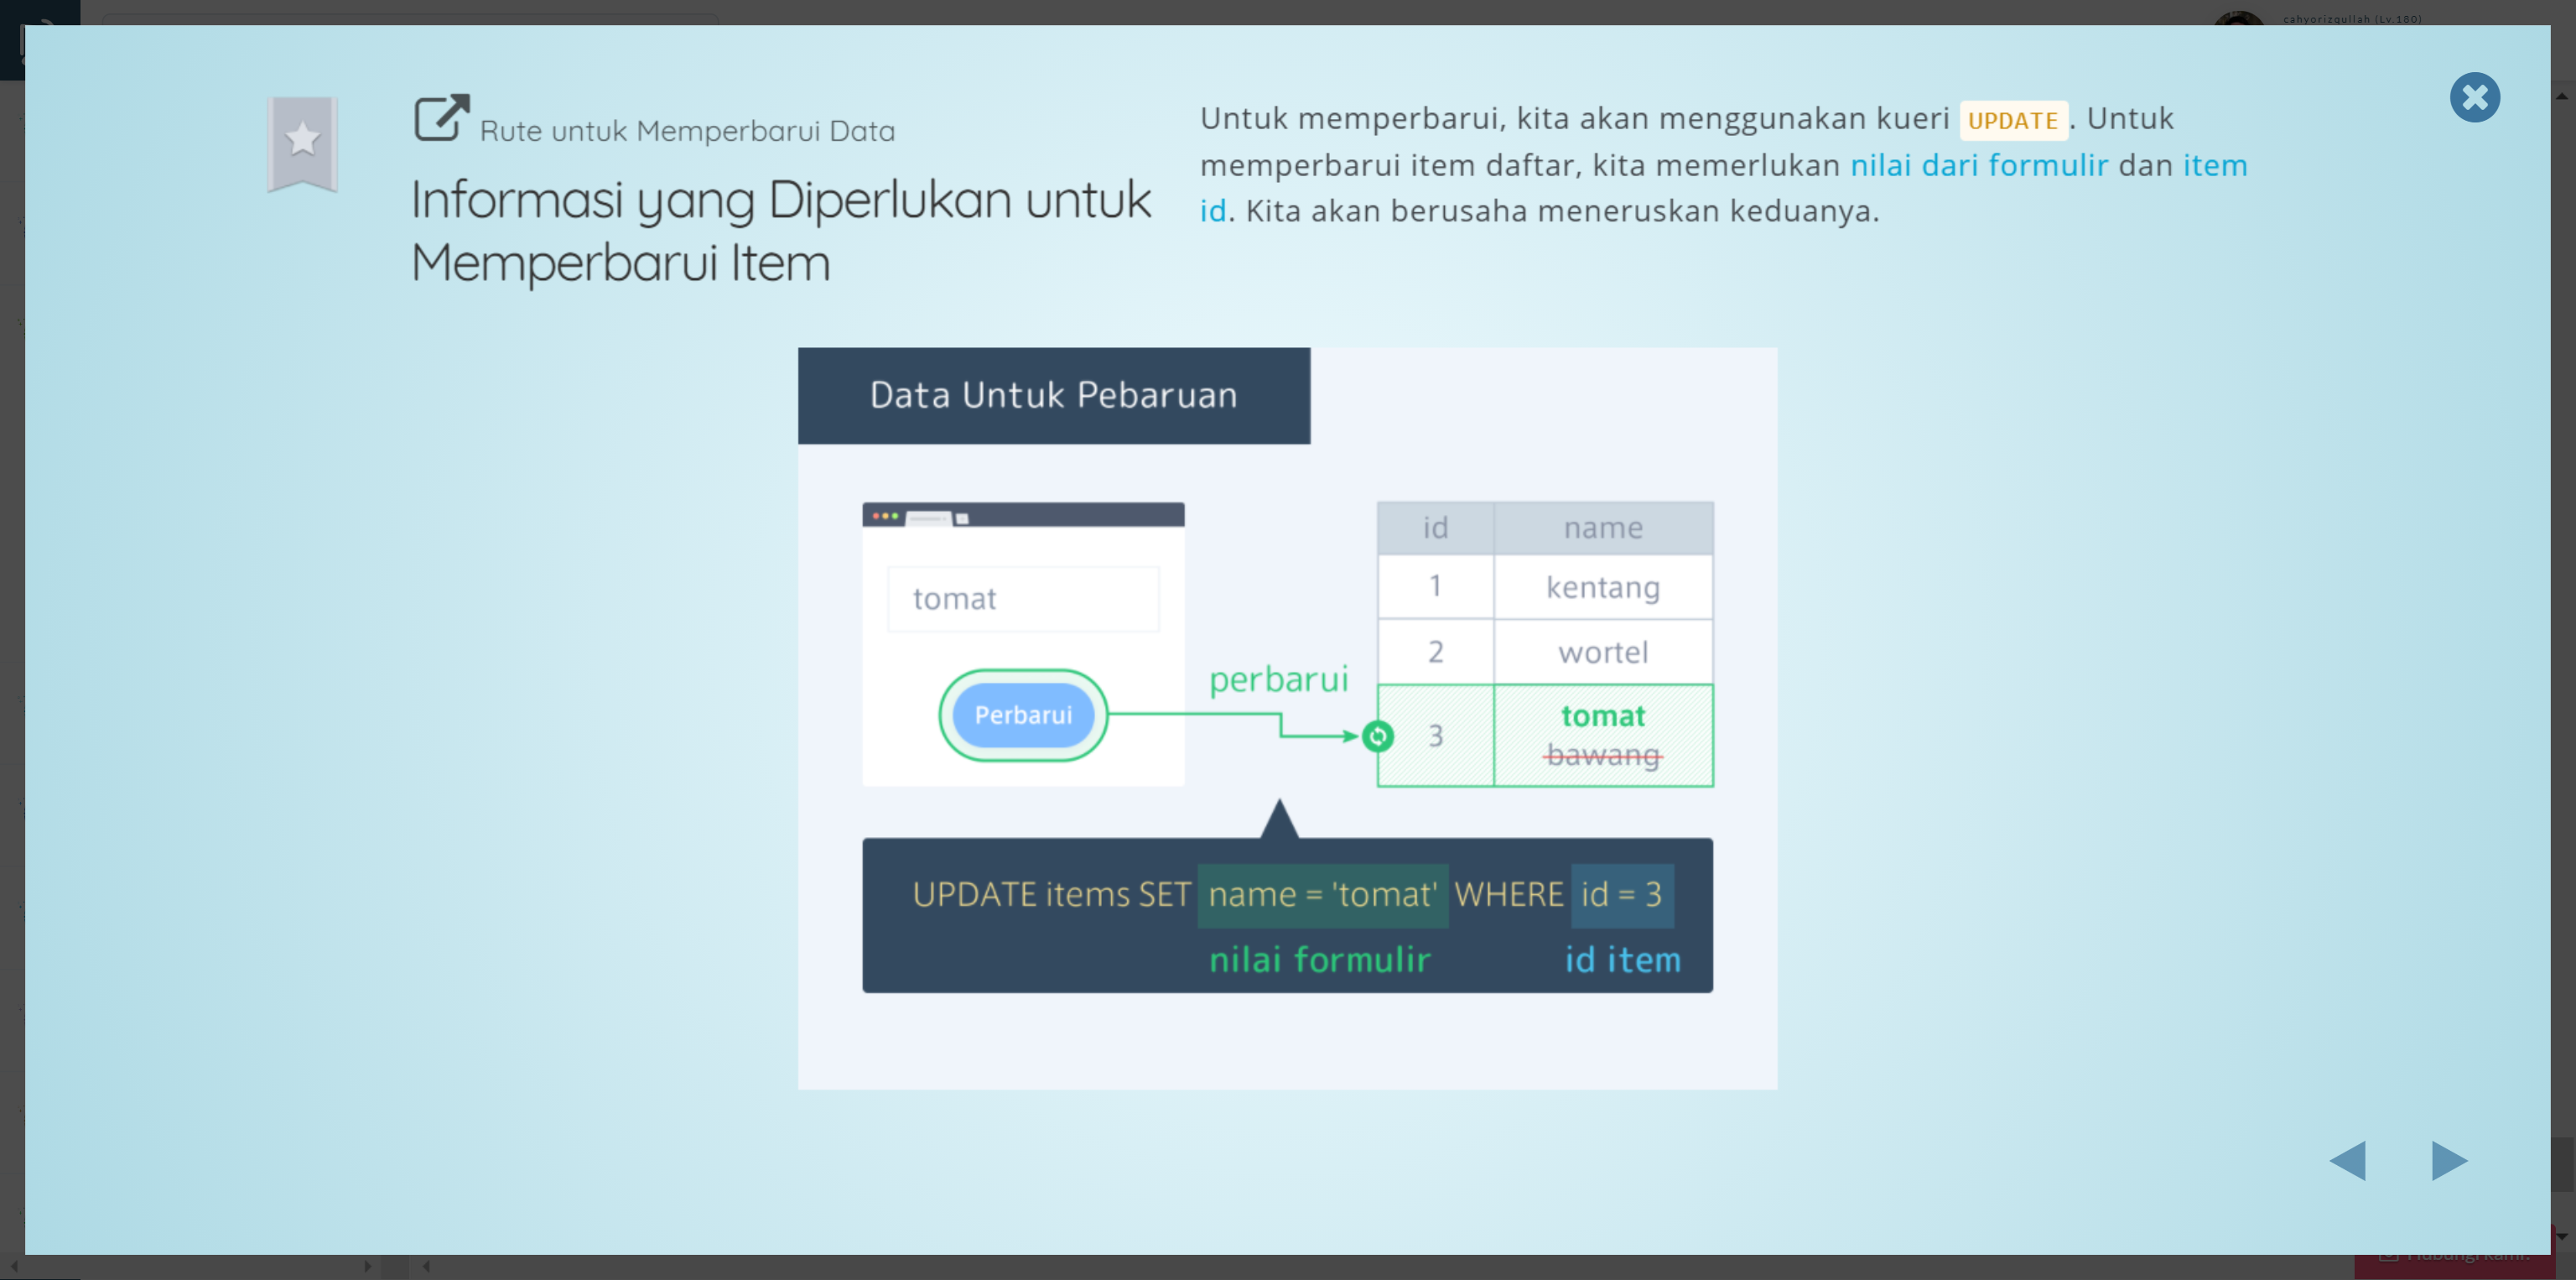 cahyorizqullah (Lv.180)
Rute untuk Memperbarui Data
Informasi yang Diperlukan untuk
Memperbarui Item
Untuk memperbarui, kita akan menggunakan kueri UPDATE. Untuk
memperbarui item daftar, kita memerlukan nilai dari formulir dan item
id. Kita akan berusaha meneruskan keduanya.
Data Untuk Pebaruan
tomat
Perbarui
perbarui
id name
1 kentang
2 wortel
3 tomat
bawang
UPDATE items SET name = 'tomat' WHERE id = 3
nilai formulir id item
Hubungi kami!